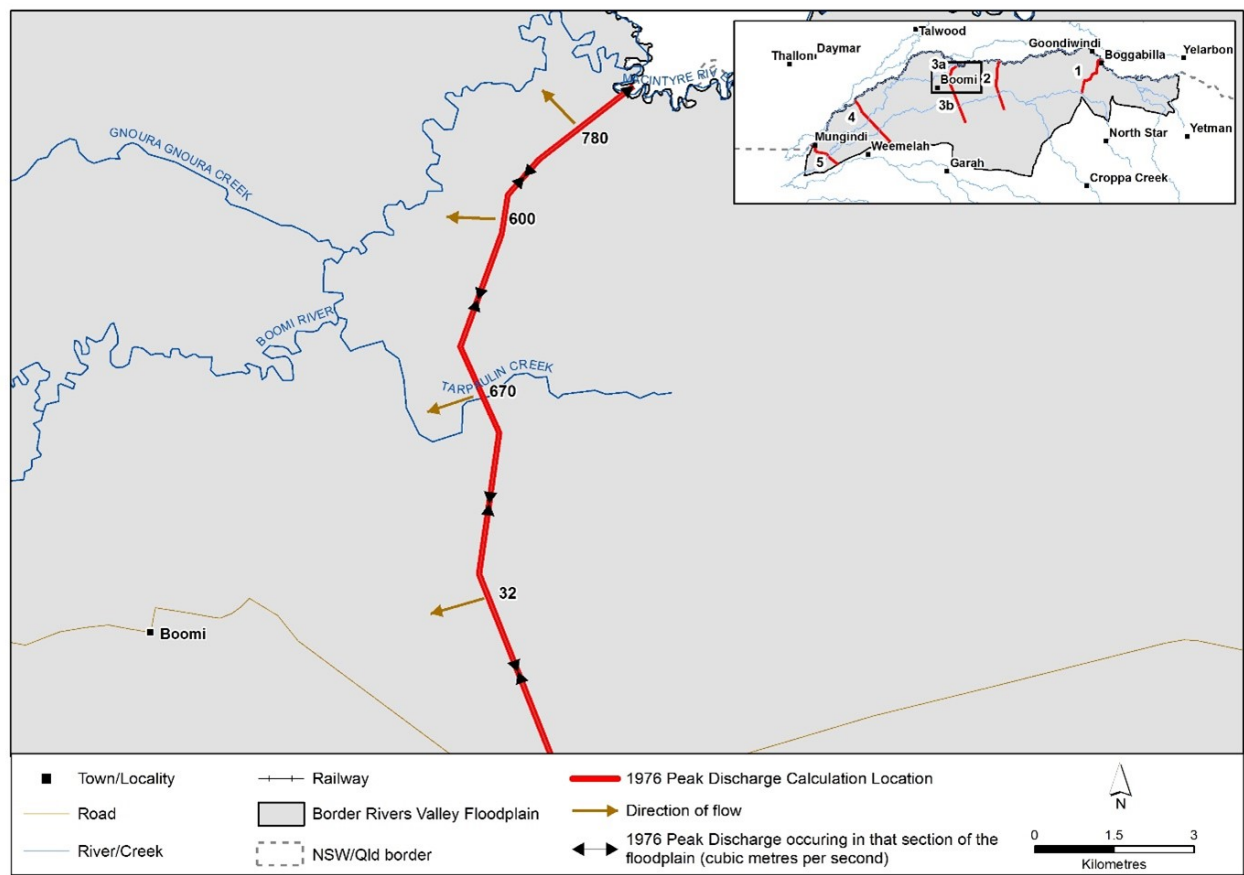 MACINTYRE RIV
GNOURA GNOURA CREEK
780
600
BOOMI RIVER
TARPAULIN CREEK
670
32
Boomi
Talwood
Thallon
Daymar
Goondiwindi
Boggabilla
Yelarbon
3a
Boomi
2
1
3b
4
Mungindi
Weemelah
North Star
Yetman
5
Garah
Croppa Creek
Town/Locality
Road
River/Creek
Railway
Border Rivers Valley Floodplain
NSW/Qld border
1976 Peak Discharge Calculation Location
Direction of flow
1976 Peak Discharge occuring in that section of the
floodplain (cubic metres per second)
N
0 1.5 3
Kilometres